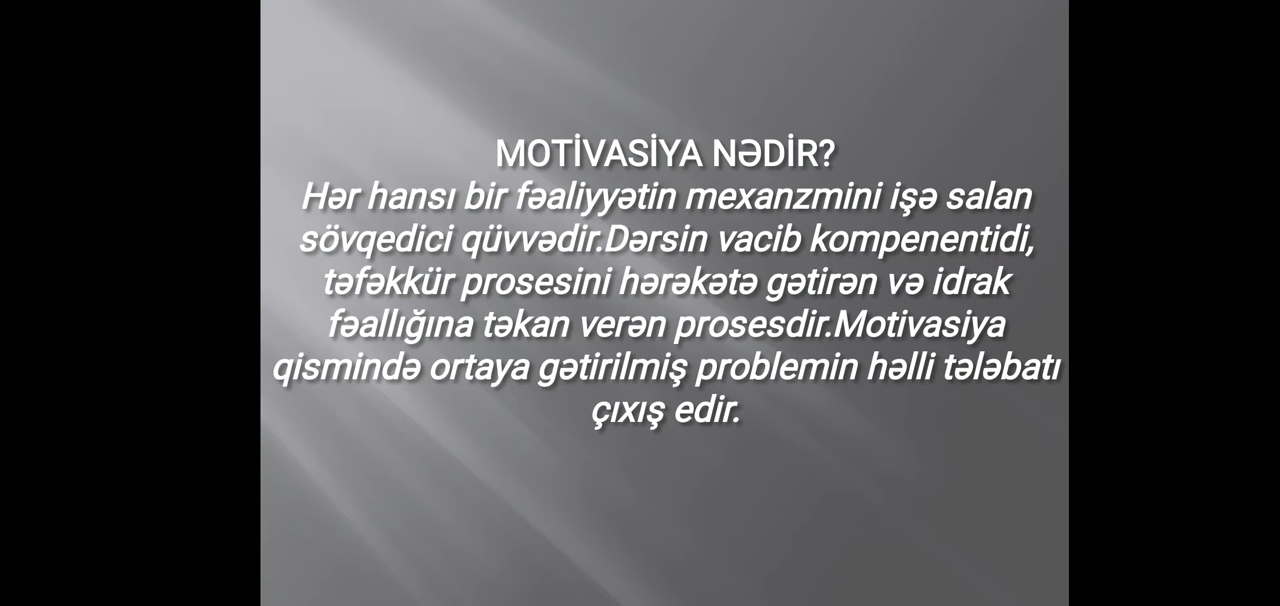 MOTİVASİYA NƏDİR?
Hər hansı bir fəaliyyətin mexanzmini işə salan
sövqedici qüvvədir.Dərsin vacib kompenentidi,
təfəkkür prosesini hərəkətə gətirən və idrak
fəallığına təkan verən prosesdir.Motivasiya
qismində ortaya gətirilmiş problemin həlli tələbatı
çıxış edir.